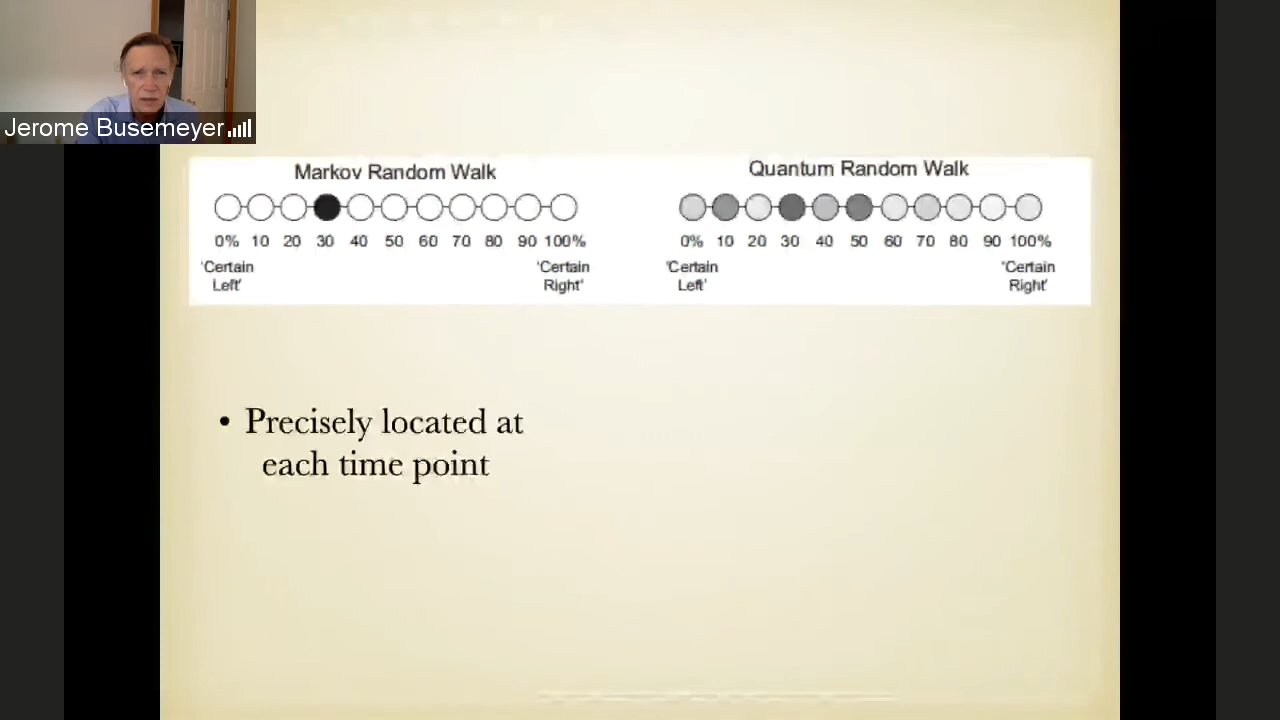 Jerome Busemeyer
Markov Random Walk
0% 10 20 30 40 50 60 70 80 90 100%
'Certain Left'
'Certain Right'
Quantum Random Walk
0% 10 20 30 40 50 60 70 80 90 100%
'Certain Left'
'Certain Right'
• Precisely located at
each time point